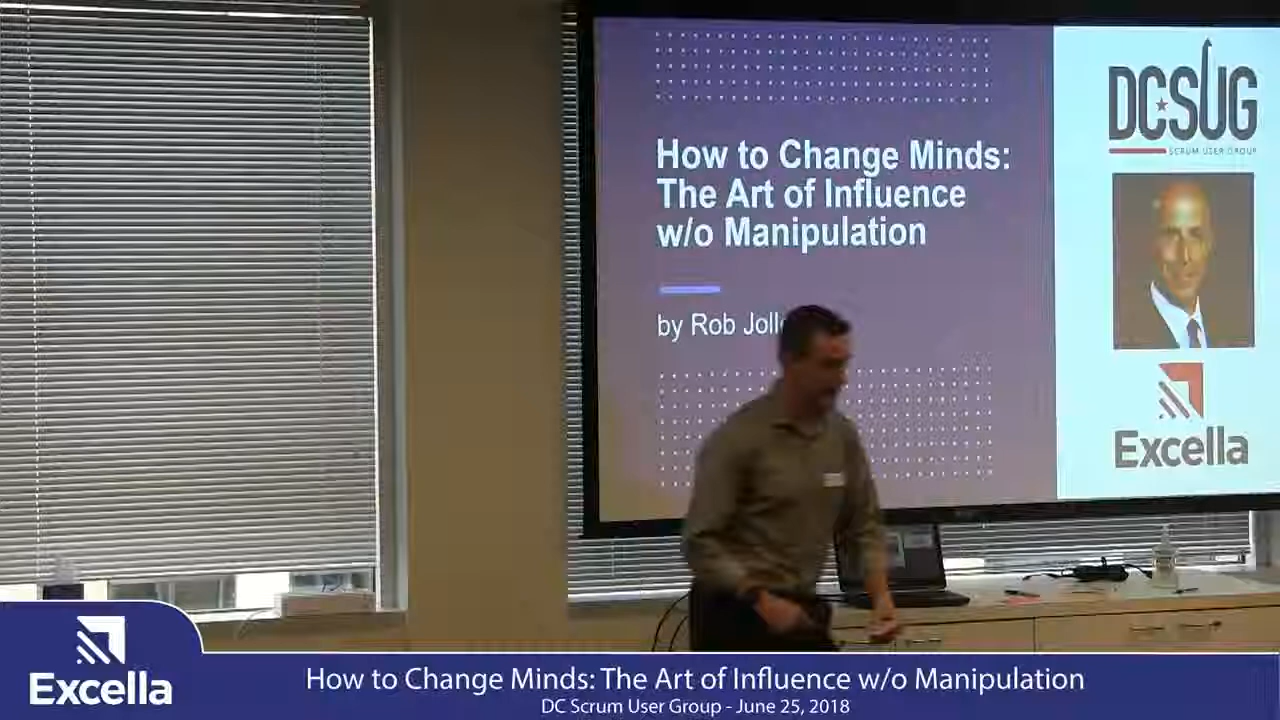 How to Change Minds:
The Art of Influence
w/o Manipulation
by Rob Joll
DCSUG
SCRUM USER GROUP
Excella
Excella
How to Change Minds: The Art of Influence w/o Manipulation
DC Scrum User Group - June 25, 2018